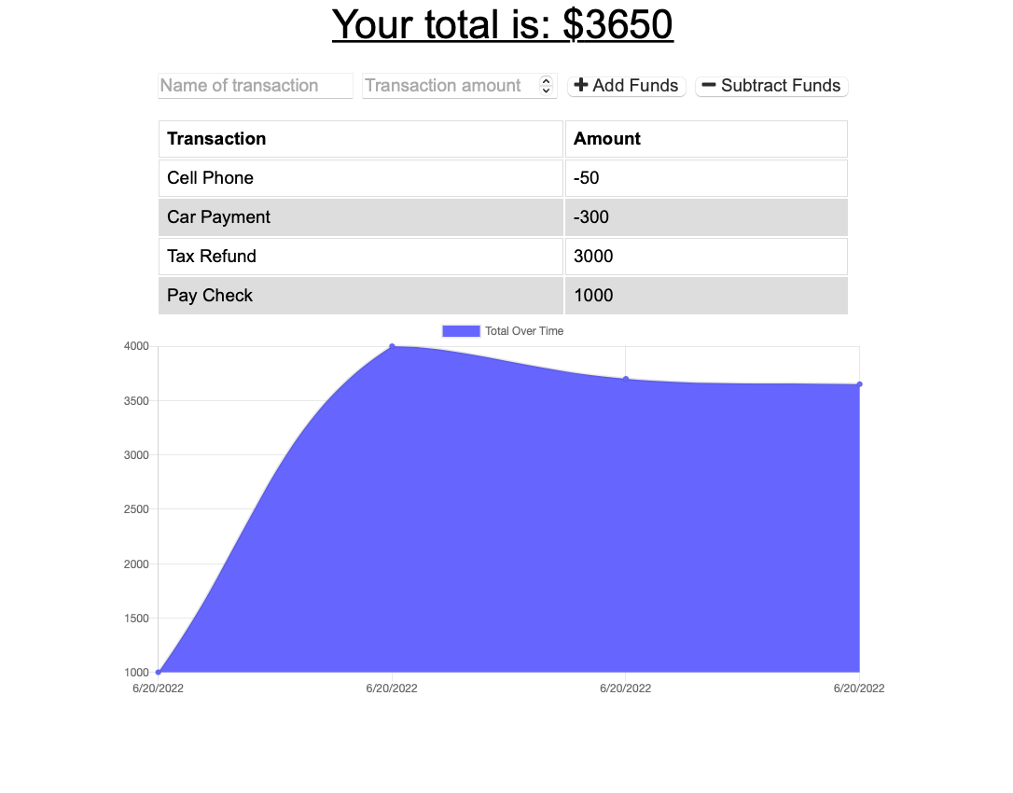 Your total is: $3650
Name of transaction Transaction amount Add Funds Subtract Funds
Transaction Amount
Cell Phone -50
Car Payment -300
Tax Refund 3000
Pay Check 1000
Total Over Time
4000
3500
3000
2500
2000
1500
1000
6/20/2022 6/20/2022 6/20/2022 6/20/2022